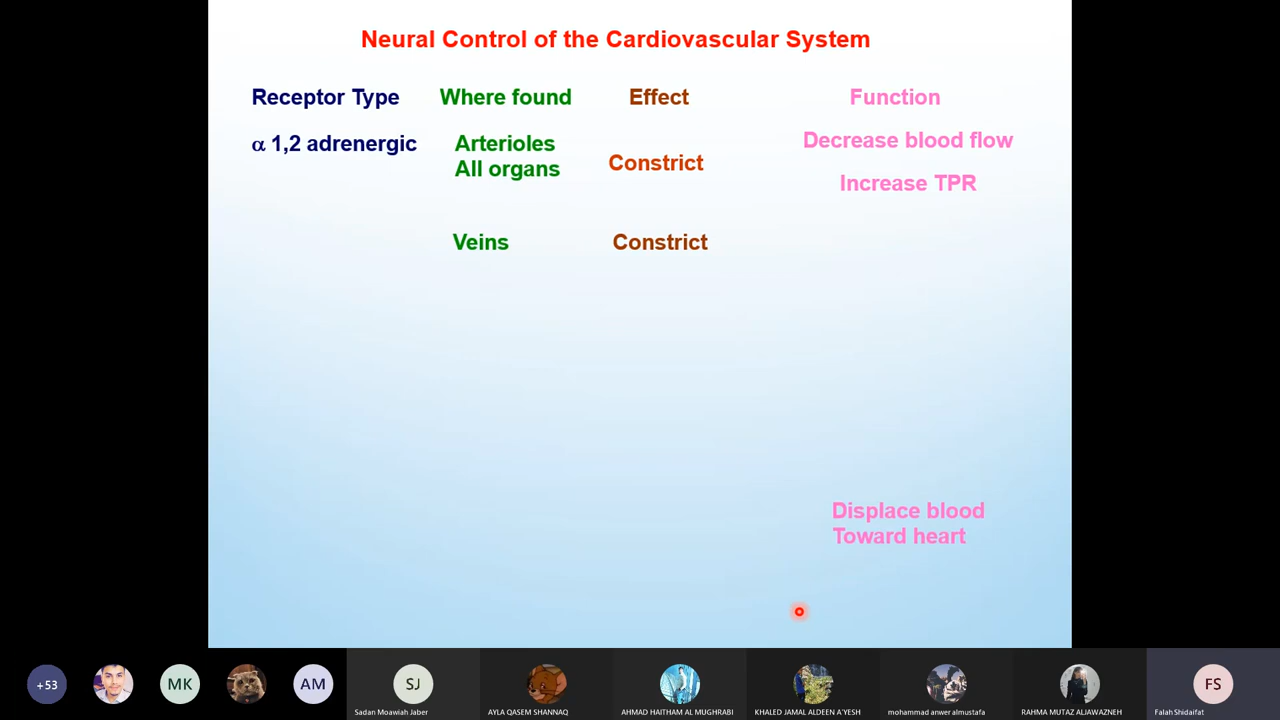 Neural Control of the Cardiovascular System
Receptor Type
Where found
Effect
Function
α 1,2 adrenergic
Arterioles
All organs
Constrict
Decrease blood flow
Increase TPR
Veins
Constrict
Displace blood
Toward heart
+53
MK
AM
SJ
Sadan Moawiah Jaber
AYLA QASEM SHANNAQ
AHMAD HAITHAM AL MUGHRABI
KHALED JAMAL ALDEEN A'YESH
mohammad anwer almustafa
RAHMA MUTAZ ALJAWAZNEH
FS
Falah Shidaifat